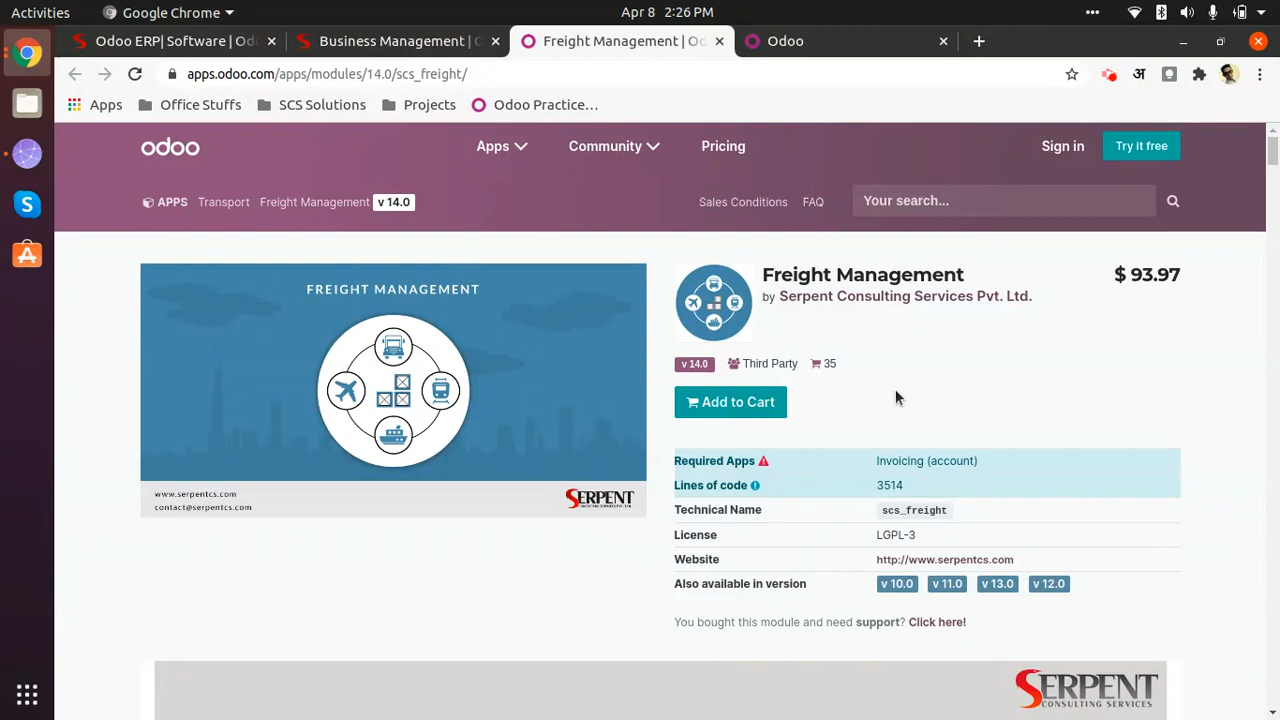 Activities Google Chrome Apr 8 2:26 PM
Odoo ERP| Software | Od Business Management | C Freight Management | Od Odoo
apps.odoo.com/apps/modules/14.0/scs_freight/
Apps Office Stuffs SCS Solutions Projects Odoo Practice...
odoo Apps Community Pricing Sign in Try it free
APPS Transport Freight Management v 14.0 Sales Conditions FAQ Your search...
FREIGHT MANAGEMENT
www.serpentcs.com
contact@serpentcs.com
SERPENT
Freight Management $ 93.97
by Serpent Consulting Services Pvt. Ltd.
v 14.0 Third Party 35
Add to Cart
Required Apps Invoicing (account)
Lines of code 3514
Technical Name scs_freight
License LGPL-3
Website http://www.serpentcs.com
Also available in version v 10.0 v 11.0 v 13.0 v 12.0
You bought this module and need support? Click here!
SERPENT
CONSULTING SERVICES